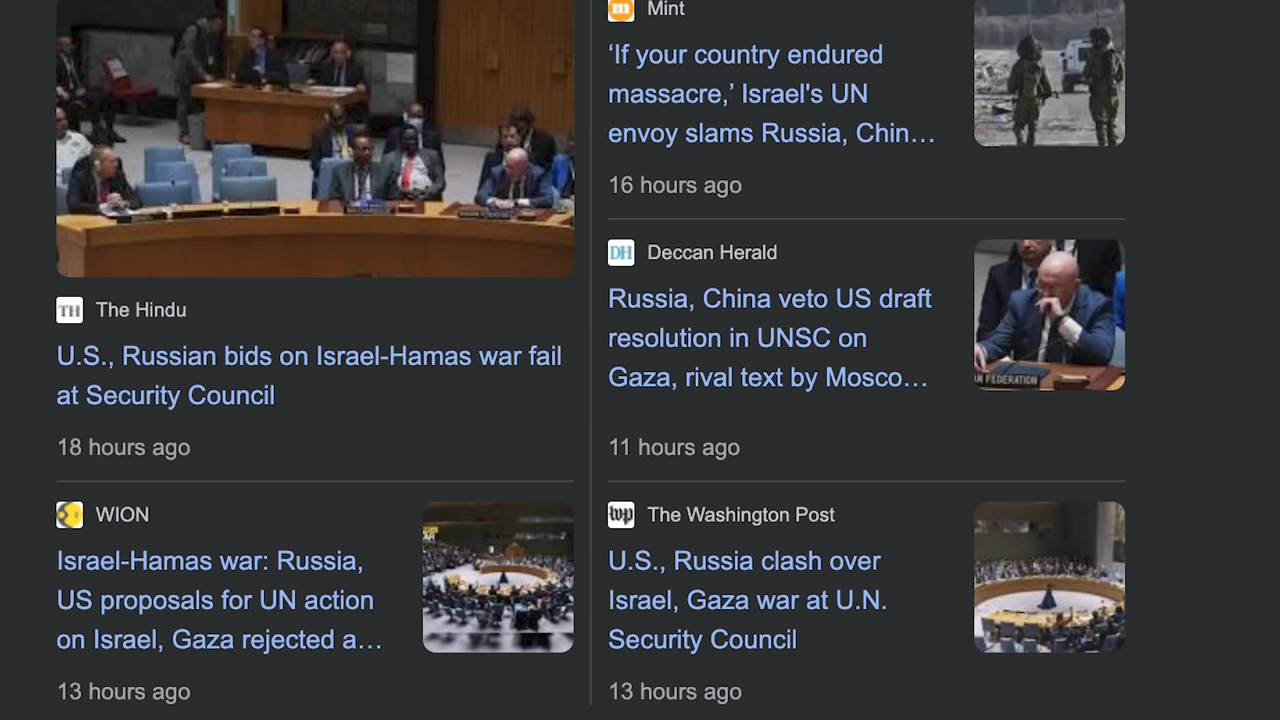 TH The Hindu
U.S., Russian bids on Israel-Hamas war fail
at Security Council
18 hours ago
WION
Israel-Hamas war: Russia,
US proposals for UN action
on Israel, Gaza rejected a…
13 hours ago
m Mint
‘If your country endured
massacre,’ Israel's UN
envoy slams Russia, Chin…
16 hours ago
DH Deccan Herald
Russia, China veto US draft
resolution in UNSC on
Gaza, rival text by Mosco…
N FEDERATION
11 hours ago
wp The Washington Post
U.S., Russia clash over
Israel, Gaza war at U.N.
Security Council
13 hours ago